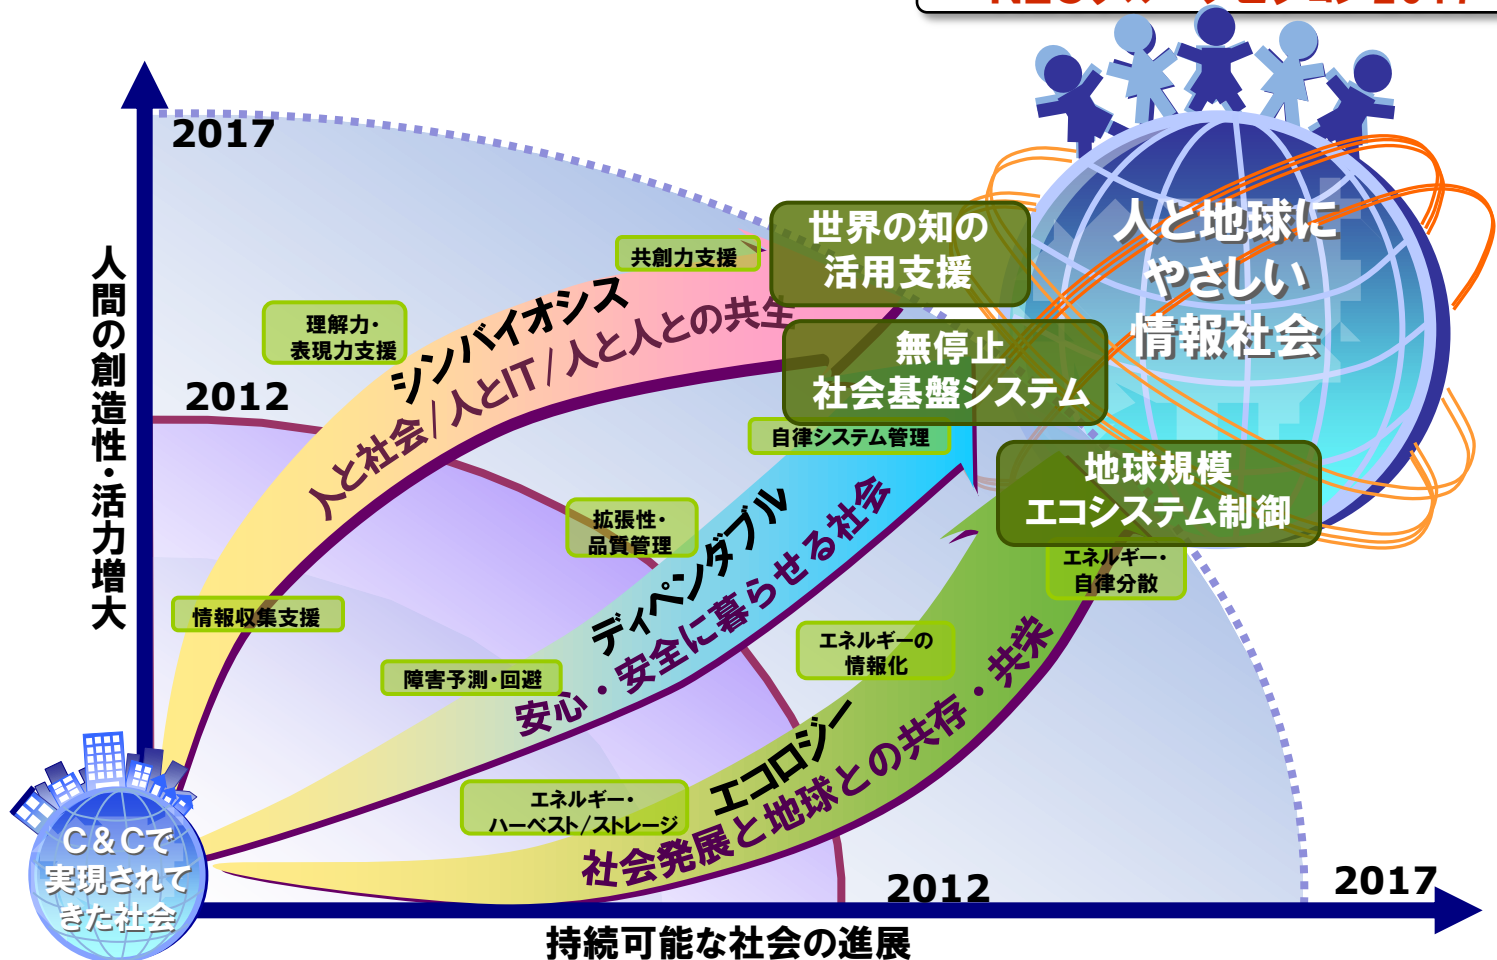 2017
人間の創造性・活力増大
2012
共創力支援
理解力・
表現力支援
シンバイオシス
人と社会/人とIT/人と人との共生
情報収集支援
世界の知の
活用支援
無停止
社会基盤システム
自律システム管理
拡張性・
品質管理
ディペンダブル
安心・安全に暮らせる社会
障害予測・回避
地球規模
エコシステム制御
エネルギー・
自律分散
エネルギーの
情報化
エコロジー
社会発展と地球との共存・共栄
エネルギー・
ハーベスト/ストレージ
人と地球に
やさしい
情報社会
C&Cで
実現されて
きた社会
2012
2017
持続可能な社会の進展